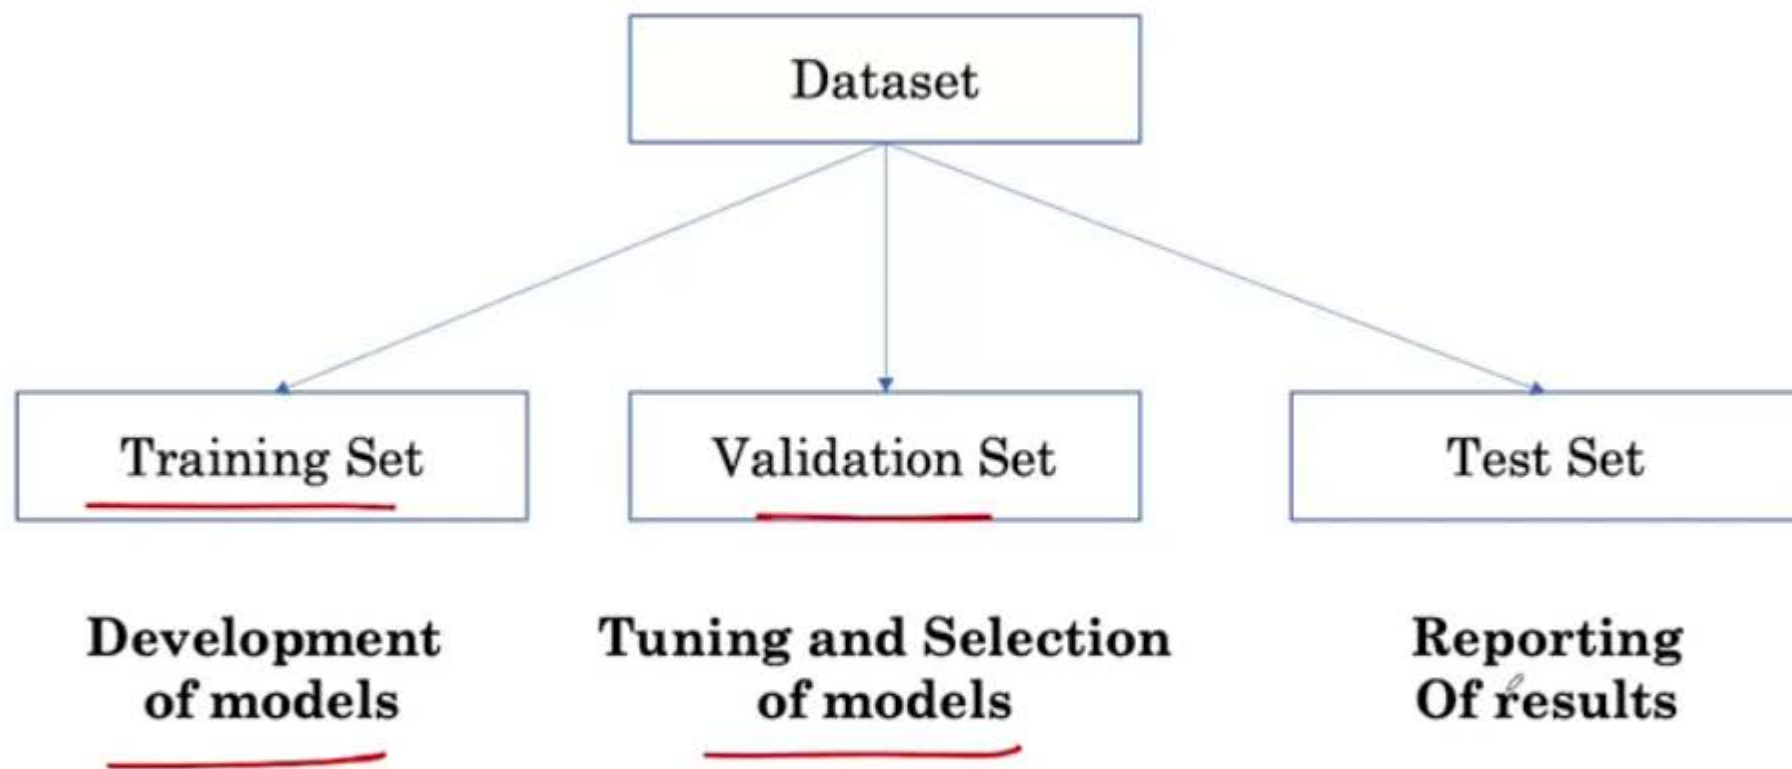 Dataset
Training Set
Validation Set
Test Set
Development
of models
Tuning and Selection
of models
Reporting
Of results